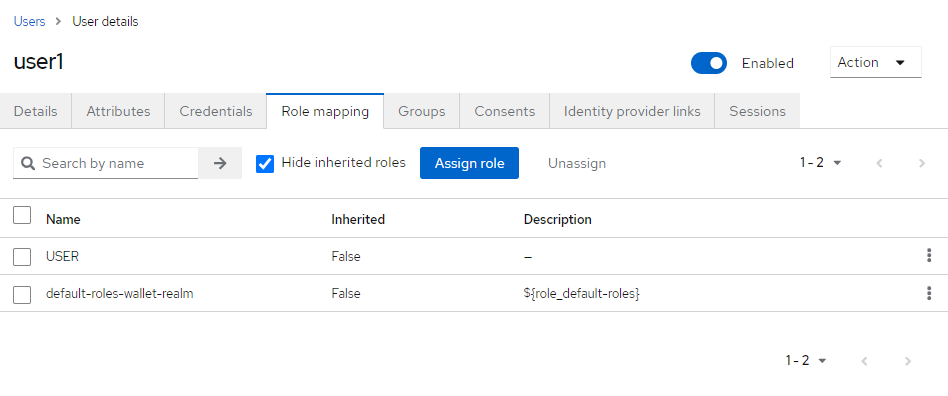 Users > User details
user1
Enabled
Action
Details Attributes Credentials Role mapping Groups Consents Identity provider links Sessions
Search by name Hide inherited roles Assign role Unassign 1 - 2
Name Inherited Description
USER False —
default-roles-wallet-realm False ${role_default-roles}
1 - 2